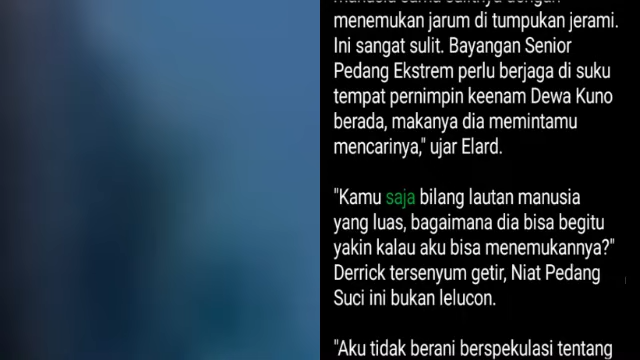 menemukan jarum di tumpukan jerami.
Ini sangat sulit. Bayangan Senior
Pedang Ekstrem perlu berjaga di suku
tempat pernimpin keenam Dewa Kuno
berada, makanya dia memintamu
mencarinya," ujar Elard.
"Kamu saja bilang lautan manusia
yang luas, bagaimana dia bisa begitu
yakin kalau aku bisa menemukannya?"
Derrick tersenyum getir, Niat Pedang
Suci ini bukan lelucon.
"Aku tidak berani berspekulasi tentang